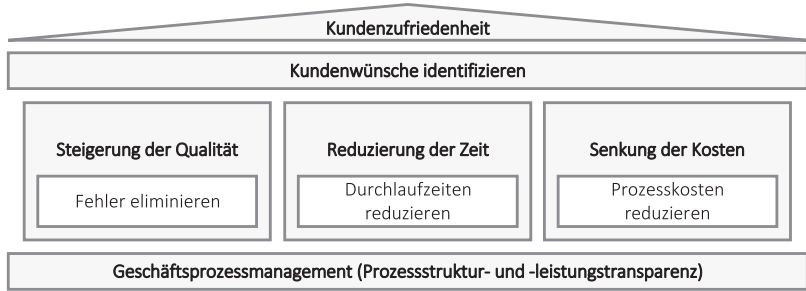 Kundenzufriedenheit
Kundenwünsche identifizieren
Steigerung der Qualität
Fehler eliminieren
Reduzierung der Zeit
Durchlaufzeiten
reduzieren
Senkung der Kosten
Prozesskosten
reduzieren
Geschäftsprozessmanagement (Prozessstruktur- und -leistungstransparenz)